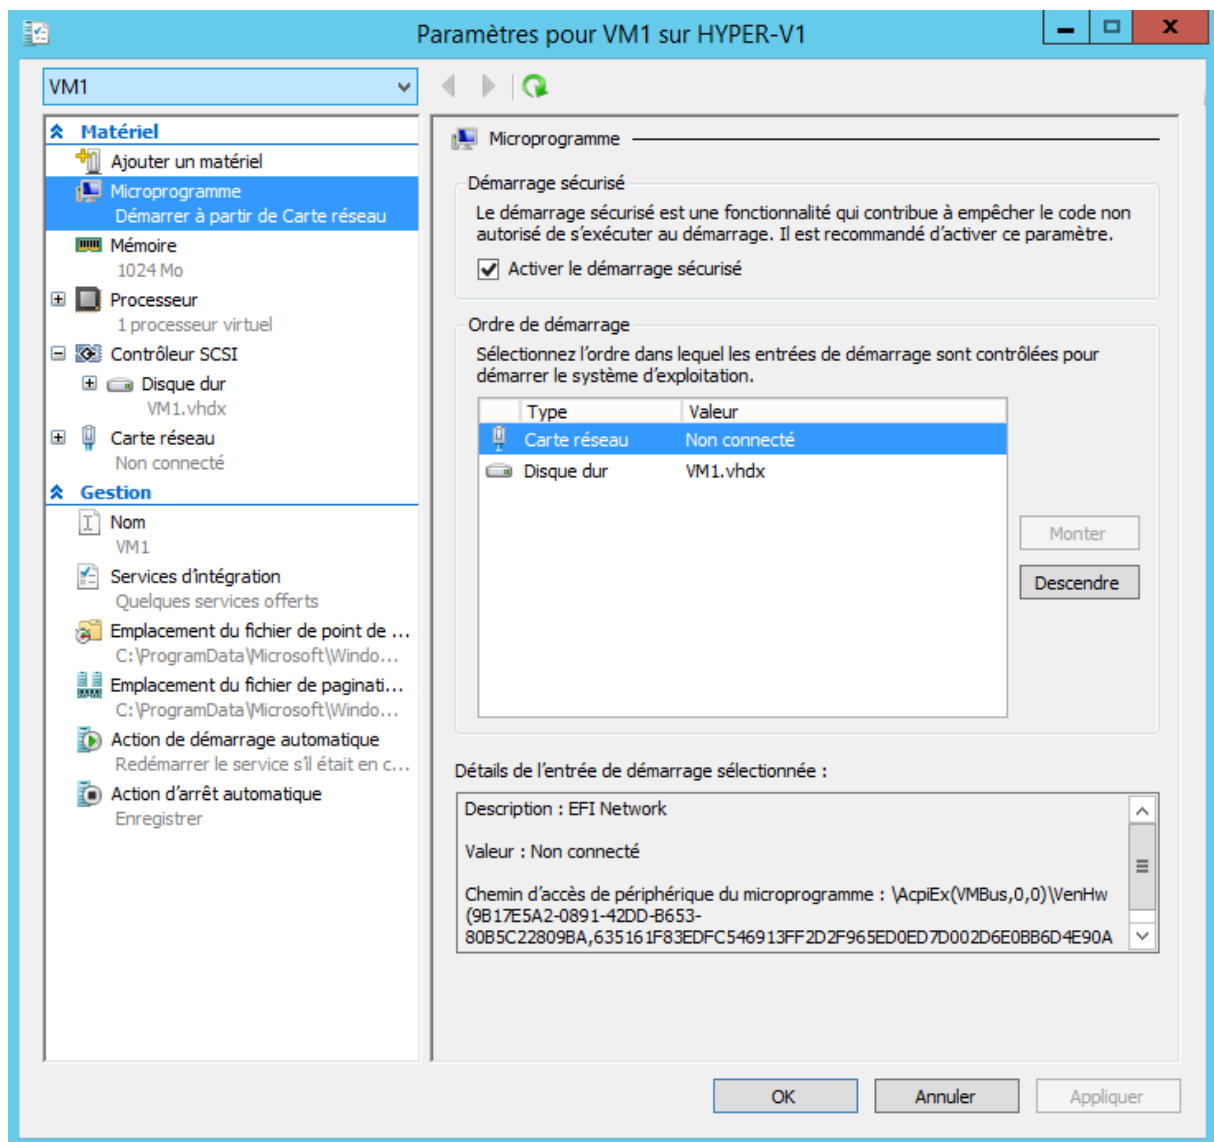 Paramètres pour VM1 sur HYPER-V1
VM1
Matériel
Ajouter un matériel
Microprogramme
Démarrer à partir de Carte réseau
Mémoire
1024 Mo
Processeur
1 processeur virtuel
Contrôleur SCSI
Disque dur
VM1.vhdx
Carte réseau
Non connecté
Gestion
Nom
VM1
Services d'intégration
Quelques services offerts
Emplacement du fichier de point de ...
C:\ProgramData\Microsoft\Windo...
Emplacement du fichier de paginati...
C:\ProgramData\Microsoft\Windo...
Action de démarrage automatique
Redémarrer le service s'il était en c...
Action d'arrêt automatique
Enregistrer
Microprogramme
Démarrage sécurisé
Le démarrage sécurisé est une fonctionnalité qui contribue à empêcher le code non
autorisé de s'exécuter au démarrage. Il est recommandé d'activer ce paramètre.
Activer le démarrage sécurisé
Ordre de démarrage
Sélectionnez l'ordre dans lequel les entrées de démarrage sont contrôlées pour
démarrer le système d'exploitation.
Type Valeur
Carte réseau Non connecté
Disque dur VM1.vhdx
Monter
Descendre
Détails de l'entrée de démarrage sélectionnée :
Description : EFI Network
Valeur : Non connecté
Chemin d'accès de périphérique du microprogramme : \AcpiEx(VMBus,0,0)\VenHw
(9B17E5A2-0891-42DD-B653-
80B5C22809BA,635161F83EDFC546913FF2D2F965ED0ED7D002D6E0BB6D4E90A
OK Annuler Appliquer